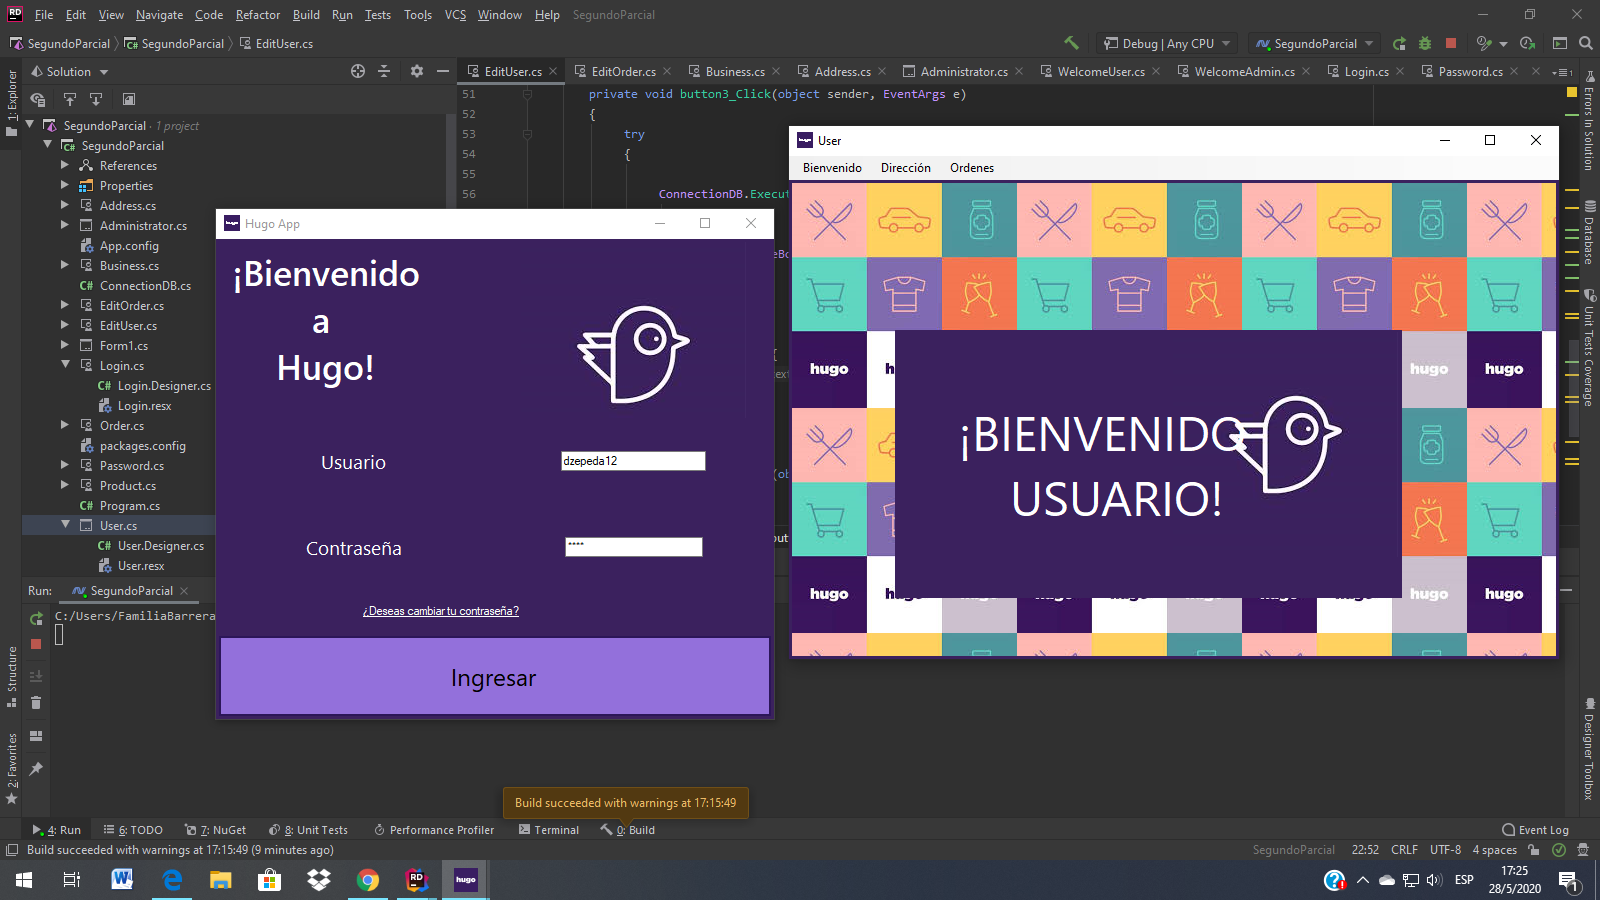 File Edit View Navigate Code Refactor Build Run Tests Tools VCS Window Help SegundoParcial
SegundoParcial SegundoParcial EditUser.cs
Debug | Any CPU SegundoParcial
1: Explorer
Solution
EditUser.cs EditOrder.cs Business.cs Address.cs Administrator.cs WelcomeUser.cs WelcomeAdmin.cs Login.cs Password.cs
SegundoParcial · 1 project
SegundoParcial
References
Properties
Address.cs
Administrator.cs
App.config
Business.cs
ConnectionDB.cs
EditOrder.cs
EditUser.cs
Form1.cs
Login.cs
Login.Designer.cs
Login.resx
Order.cs
packages.config
Password.cs
Product.cs
Program.cs
User.cs
User.Designer.cs
User.resx
51 private void button3_Click(object sender, EventArgs e)
52 {
53 try
54 {
55
56 ConnectionDB.Execut
hugo Hugo App
¡Bienvenido
a
Hugo!
Usuario dzepeda12
Contraseña ****
¿Deseas cambiar tu contraseña?
Ingresar
hugo User
Bienvenido Dirección Ordenes
hugo hugo hugo
¡BIENVENIDO
USUARIO!
hugo hugo hugo
Errors In Solution
Database
Unit Tests Coverage
Designer Toolbox
Run: SegundoParcial
C:/Users/FamiliaBarrera
Structure
2: Favorites
Build succeeded with warnings at 17:15:49
4: Run 6: TODO 7: NuGet 8: Unit Tests Performance Profiler Terminal 0: Build Event Log
Build succeeded with warnings at 17:15:49 (9 minutes ago) SegundoParcial 22:52 CRLF UTF-8 4 spaces
hugo
ESP 17:25
28/5/2020
1